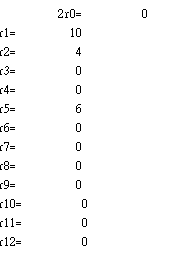 2r0= 0
r1= 10
r2= 4
r3= 0
r4= 0
r5= 6
r6= 0
r7= 0
r8= 0
r9= 0
r10= 0
r11= 0
r12= 0